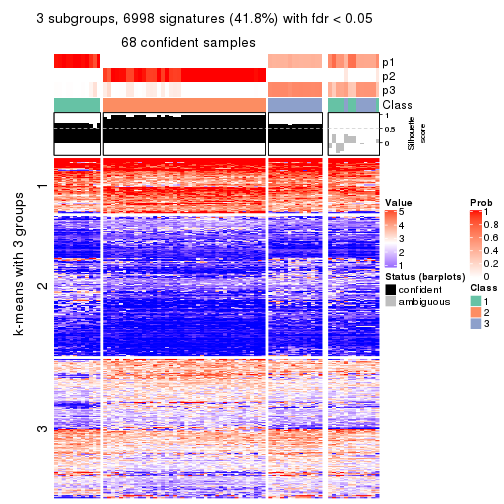 3 subgroups, 6998 signatures (41.8%) with fdr < 0.05
68 confident samples
p1
p2
p3
Class
1
0.5
0
Silhouette
score
k-means with 3 groups
1
2
3
Value
5
4
3
2
1
Status (barplots)
confident
ambiguous
Prob
1
0.8
0.6
0.4
0.2
0
Class
1
2
3